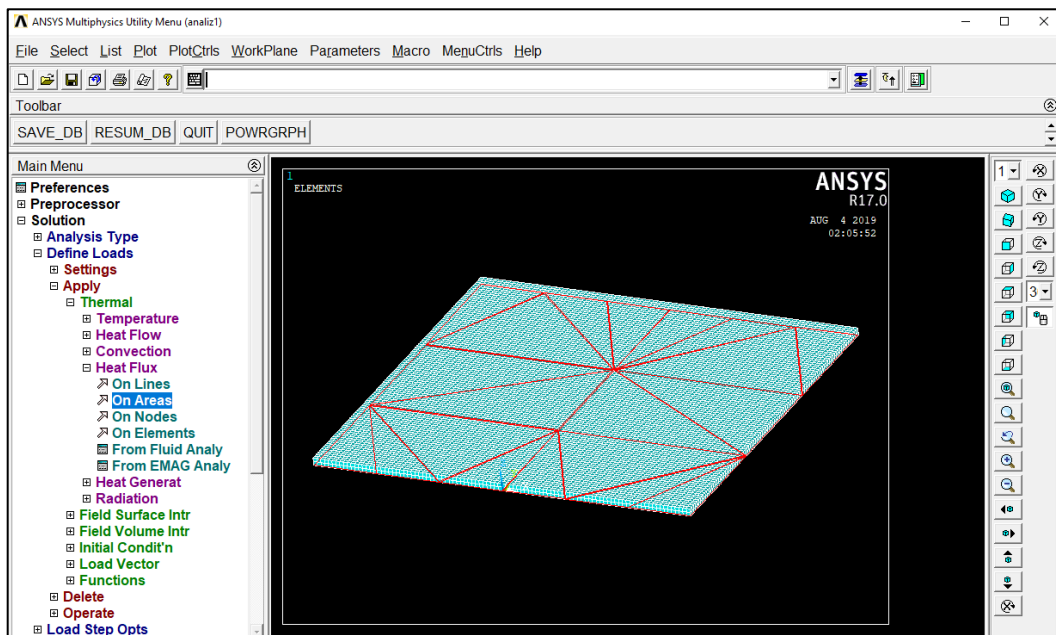 ANSYS Multiphysics Utility Menu (analiz1)
File Select List Plot PlotCtrls WorkPlane Parameters Macro MenuCtrls Help
Toolbar
SAVE_DB RESUM_DB QUIT POWRGRPH
Main Menu
Preferences
Preprocessor
Solution
Analysis Type
Define Loads
Settings
Apply
Thermal
Temperature
Heat Flow
Convection
Heat Flux
On Lines
On Areas
On Nodes
On Elements
From Fluid Analy
From EMAG Analy
Heat Generat
Radiation
Field Surface Intr
Field Volume Intr
Initial Condit'n
Load Vector
Functions
Delete
Operate
Load Step Opts
1
ELEMENTS
ANSYS
R17.0
AUG 4 2019
02:05:52
1
3